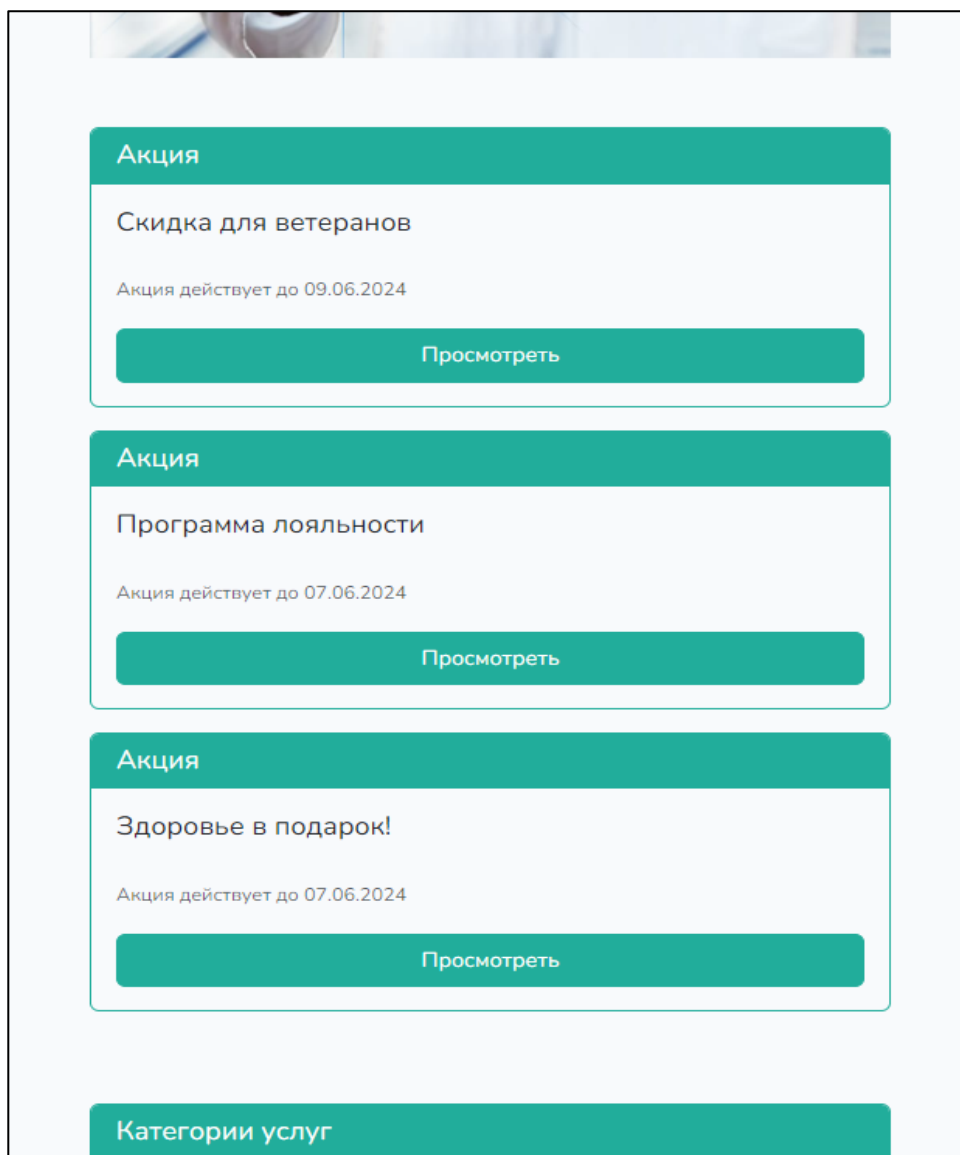 Акция
Скидка для ветеранов
Акция действует до 09.06.2024
Просмотреть
Акция
Программа лояльности
Акция действует до 07.06.2024
Просмотреть
Акция
Здоровье в подарок!
Акция действует до 07.06.2024
Просмотреть
Категории услуг